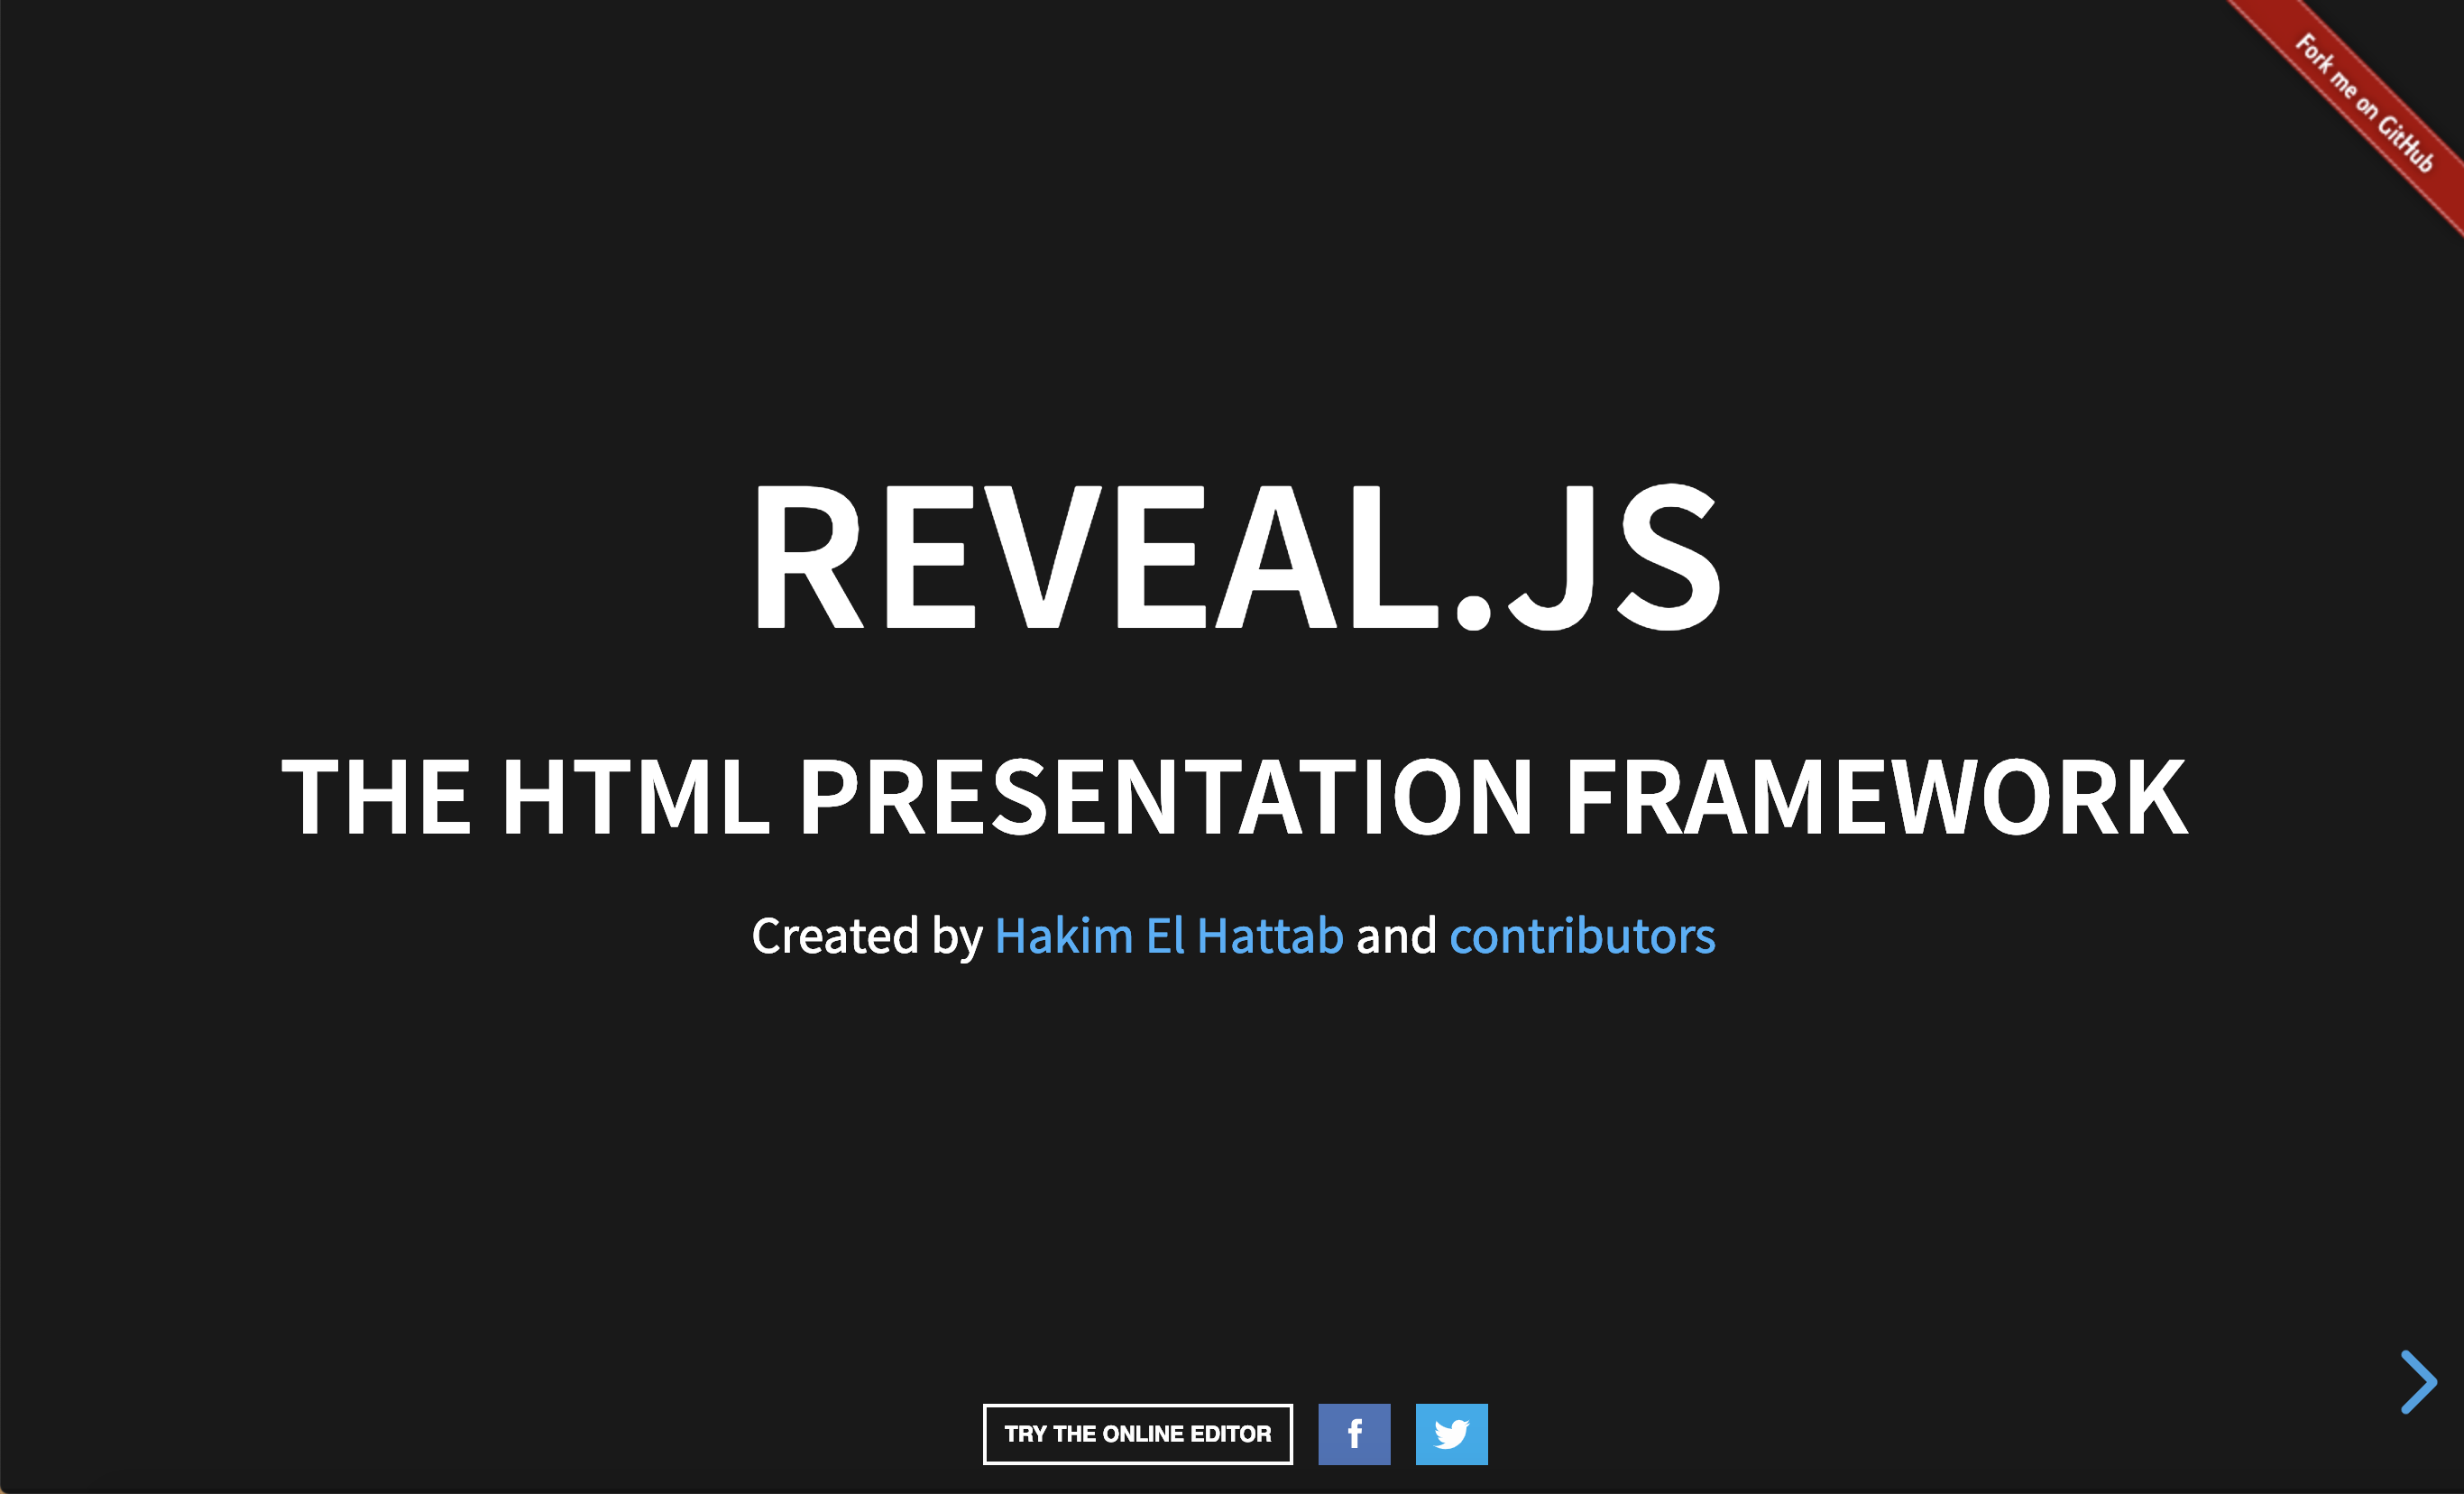 Fork me on GitHub
REVEAL.JS
THE HTML PRESENTATION FRAMEWORK
Created by Hakim El Hattab and contributors
TRY THE ONLINE EDITOR